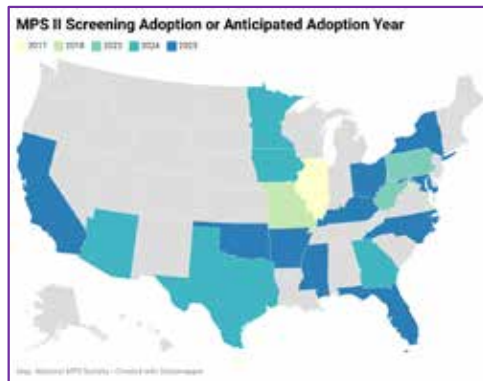 MPS II Screening Adoption or Anticipated Adoption Year
2017 2018 2023 2024 2025
Map: National MPS Society • Created with Datawrapper